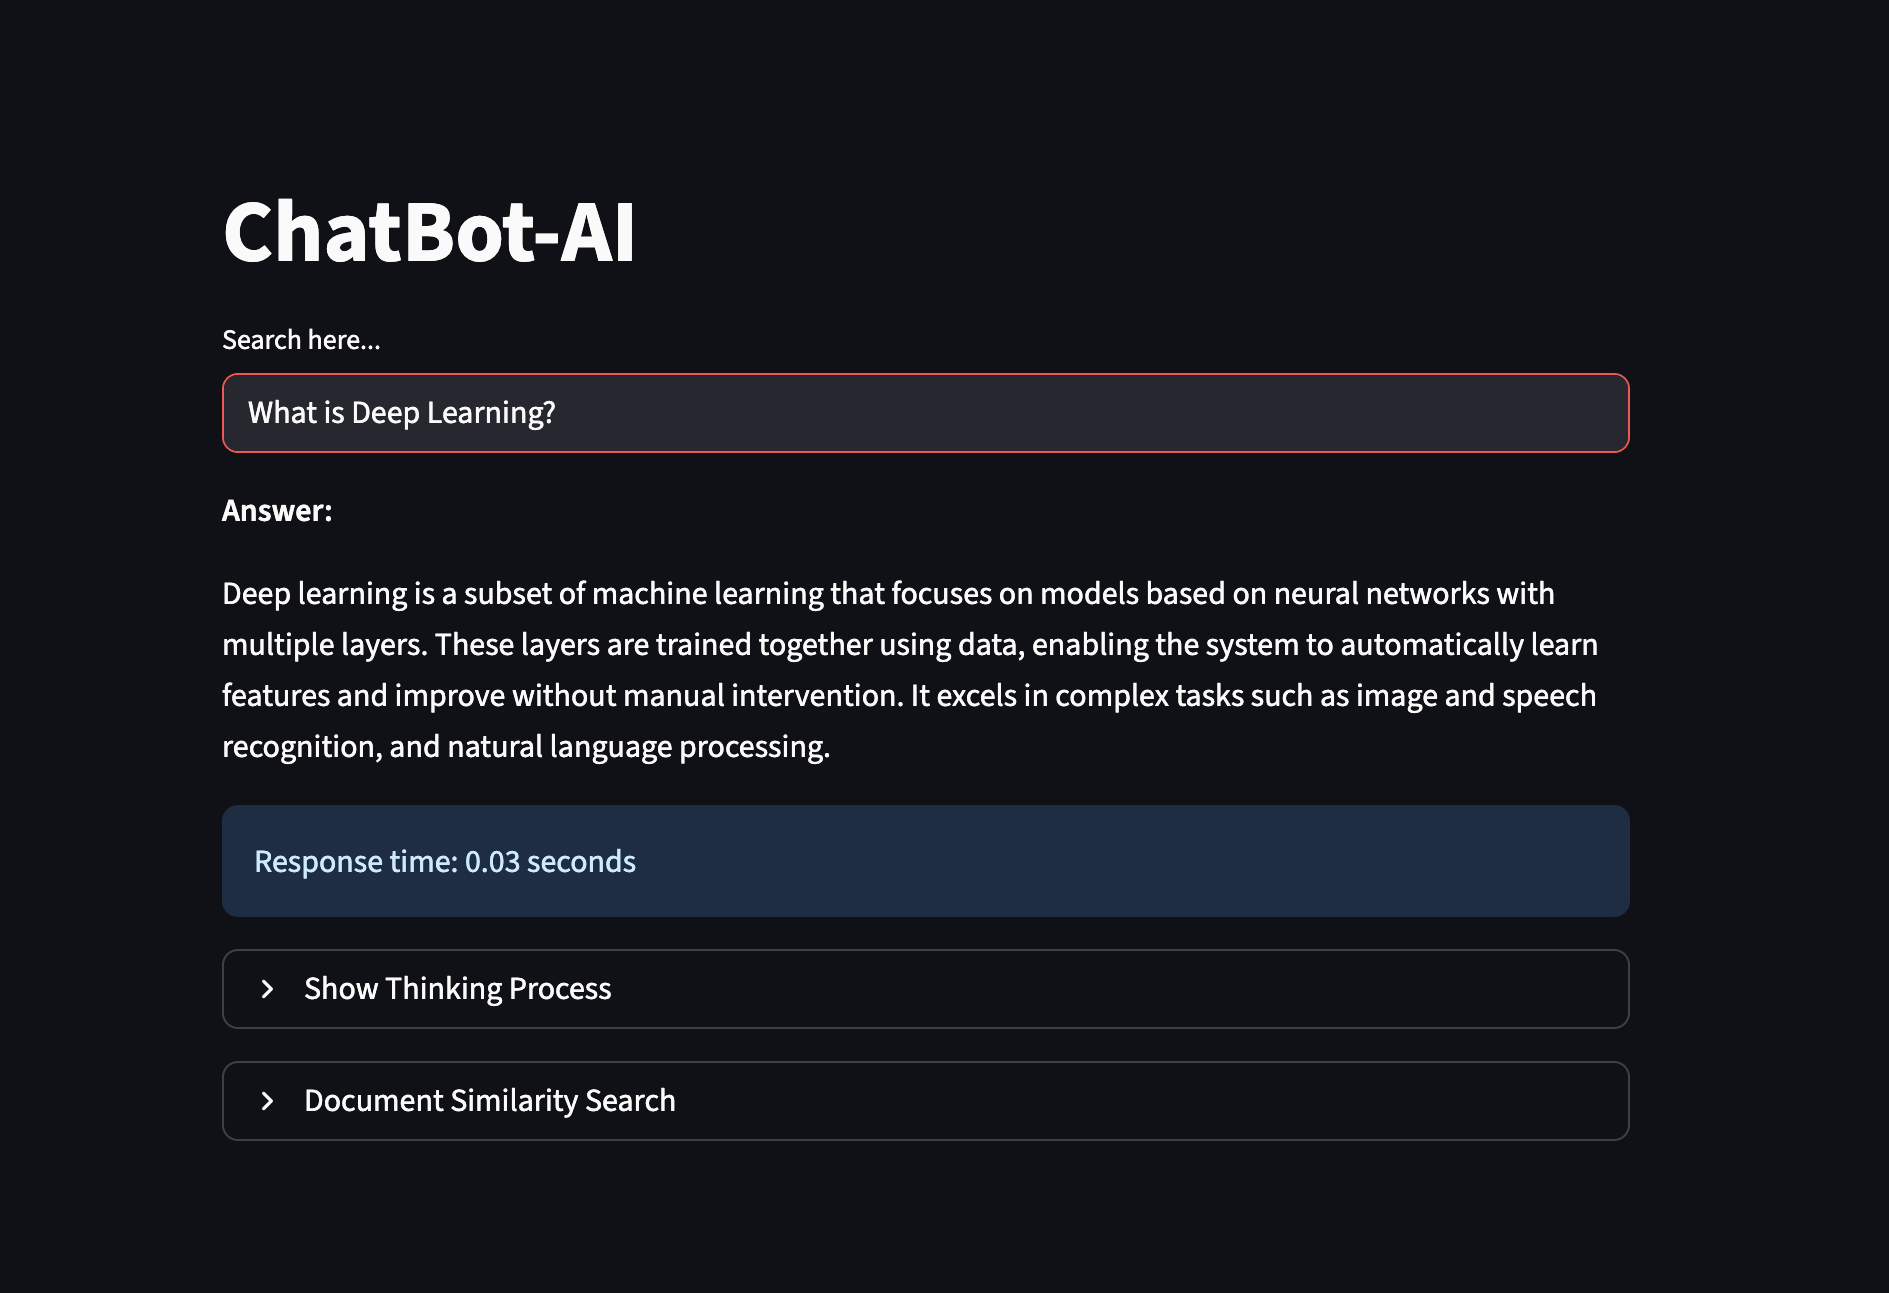 ChatBot-AI
Search here...
What is Deep Learning?
Answer:
Deep learning is a subset of machine learning that focuses on models based on neural networks with
multiple layers. These layers are trained together using data, enabling the system to automatically learn
features and improve without manual intervention. It excels in complex tasks such as image and speech
recognition, and natural language processing.
Response time: 0.03 seconds
Show Thinking Process
Document Similarity Search